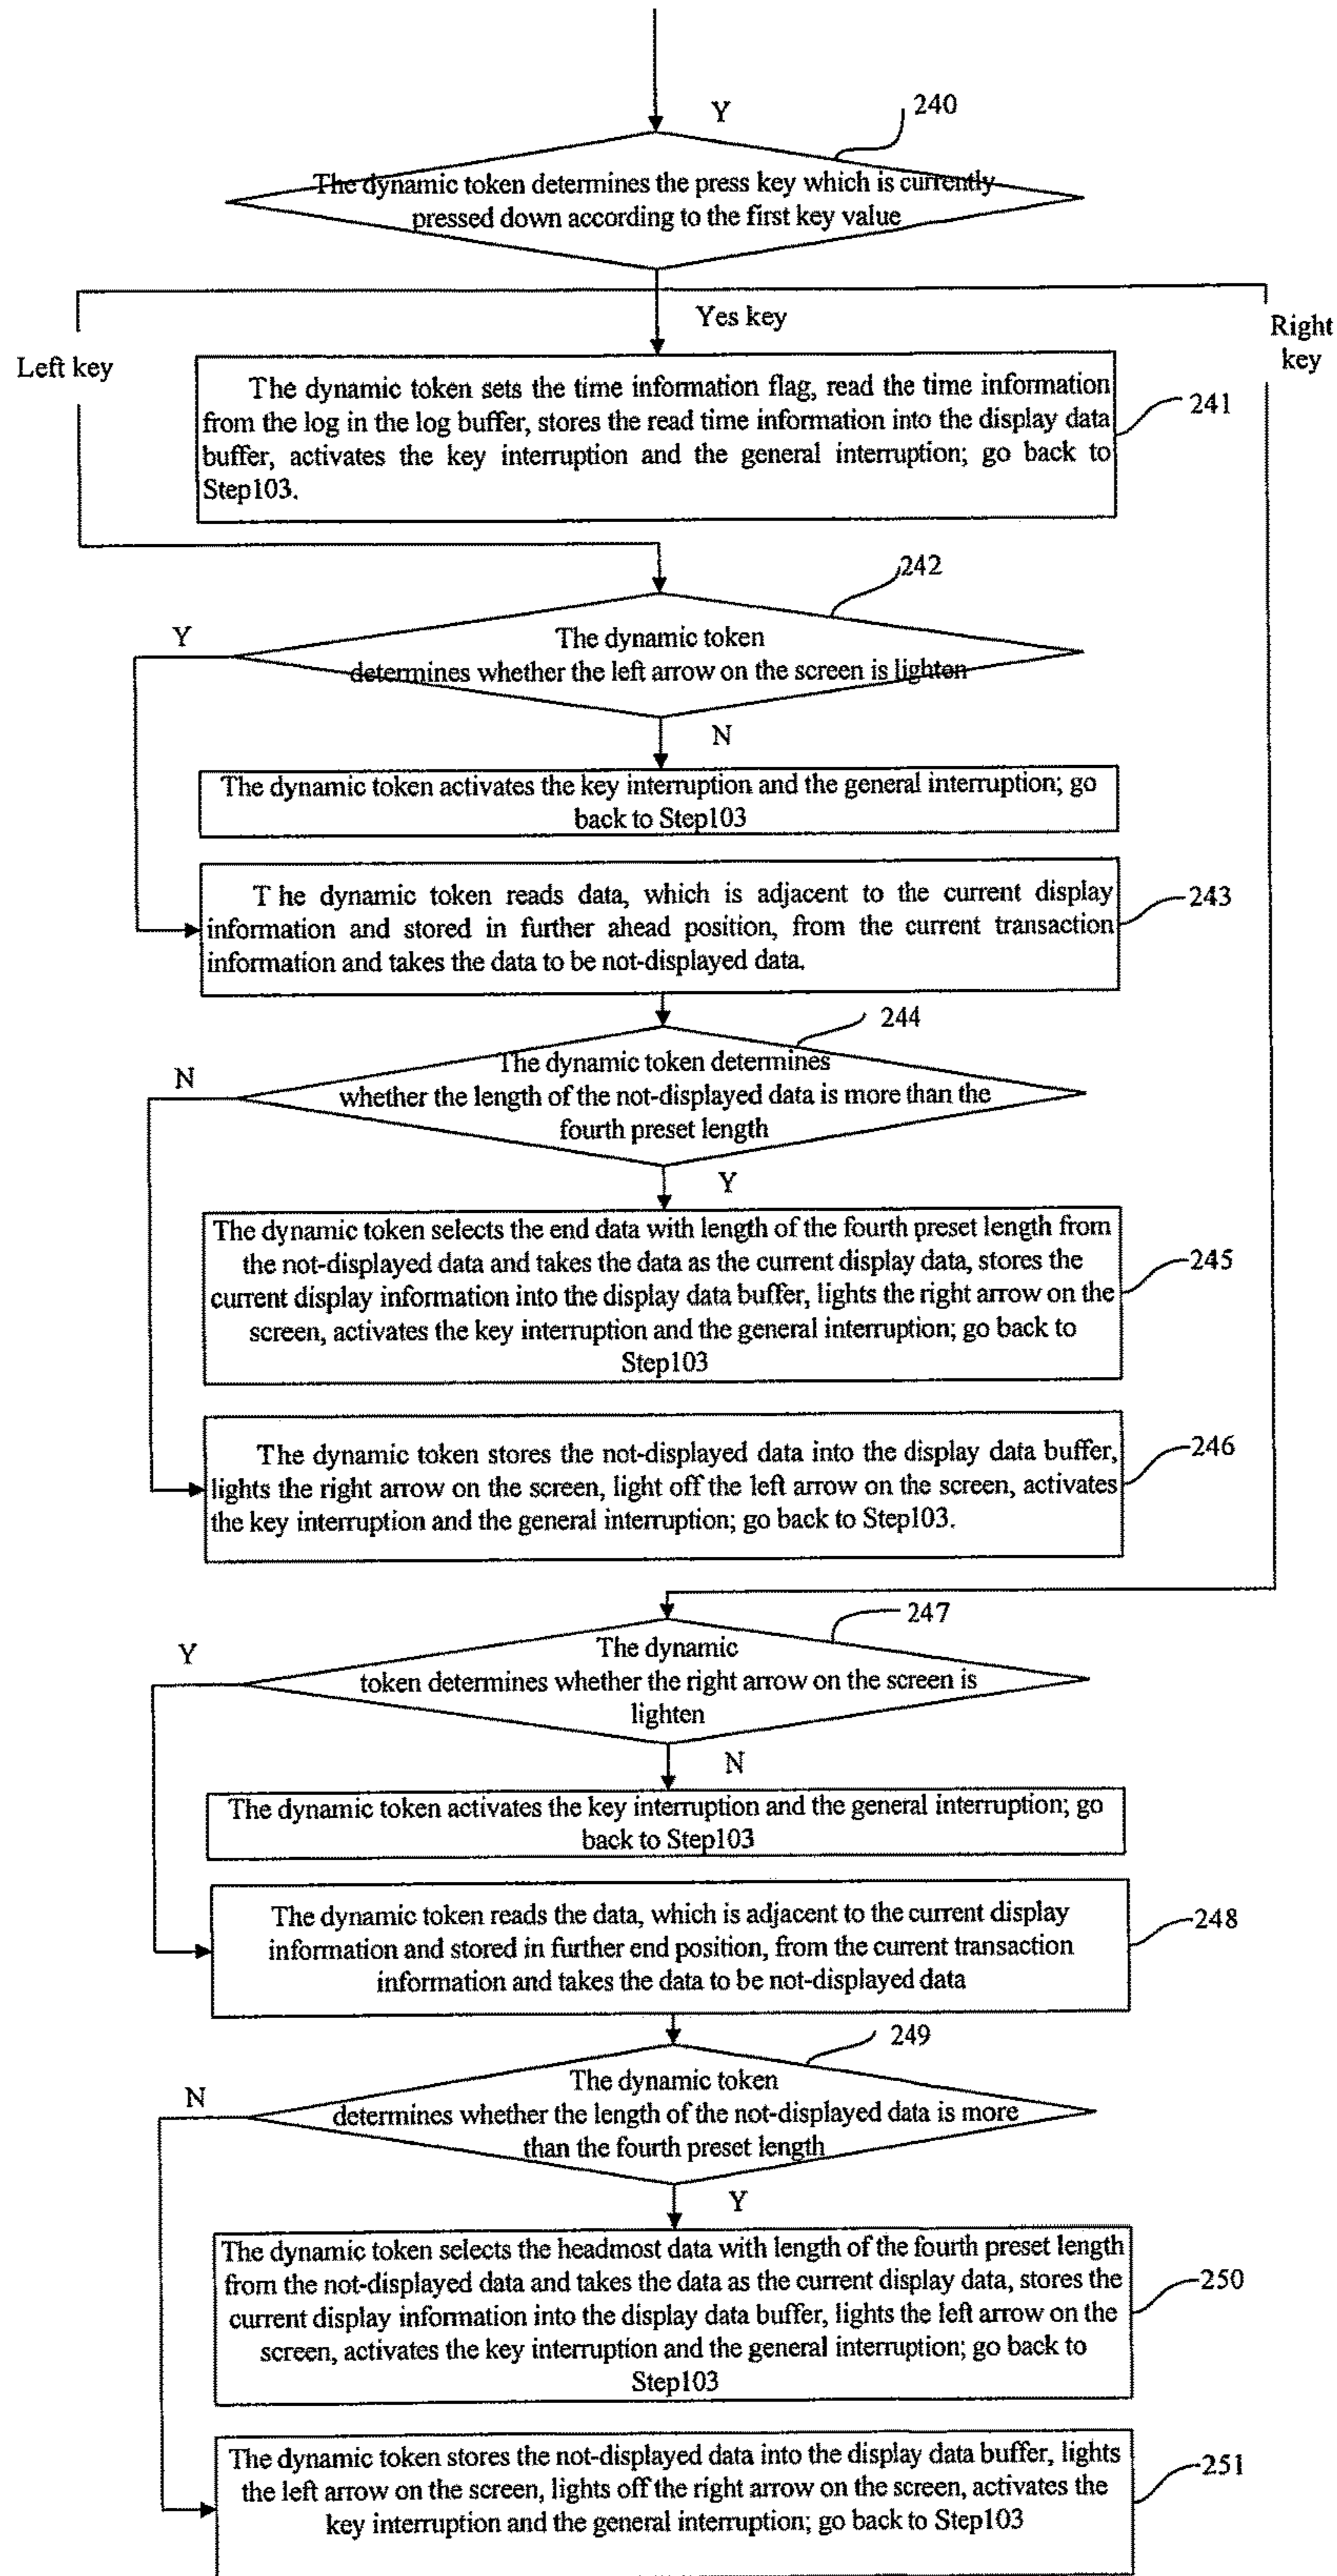 Y
240
The dynamic token determines the press key which is currently
pressed down according to the first key value
Left key
Yes key
Right
key
The dynamic token sets the time information flag, read the time information
from the log in the log buffer, stores the read time information into the display data
buffer, activates the key interruption and the general interruption; go back to
Step103.
241
242
Y
The dynamic token
determines whether the left arrow on the screen is lighton
N
The dynamic token activates the key interruption and the general interruption; go
back to Step103
T he dynamic token reads data, which is adjacent to the current display
information and stored in further ahead position, from the current transaction
information and takes the data to be not-displayed data.
243
244
N
The dynamic token determines
whether the length of the not-displayed data is more than the
fourth preset length
Y
The dynamic token selects the end data with length of the fourth preset length from
the not-displayed data and takes the data as the current display data, stores the
current display information into the display data buffer, lights the right arrow on the
screen, activates the key interruption and the general interruption; go back to
Step103
245
The dynamic token stores the not-displayed data into the display data buffer,
lights the right arrow on the screen, light off the left arrow on the screen, activates
the key interruption and the general interruption; go back to Step103.
246
247
Y
The dynamic
token determines whether the right arrow on the screen is
lighten
N
The dynamic token activates the key interruption and the general interruption; go
back to Step103
The dynamic token reads the data, which is adjacent to the current display
information and stored in further end position, from the current transaction
information and takes the data to be not-displayed data
248
249
N
The dynamic token
determines whether the length of the not-displayed data is more
than the fourth preset length
Y
The dynamic token selects the headmost data with length of the fourth preset length
from the not-displayed data and takes the data as the current display data, stores the
current display information into the display data buffer, lights the left arrow on the
screen, activates the key interruption and the general interruption; go back to
Step103
250
The dynamic token stores the not-displayed data into the display data buffer, lights
the left arrow on the screen, lights off the right arrow on the screen, activates the
key interruption and the general interruption; go back to Step103
251